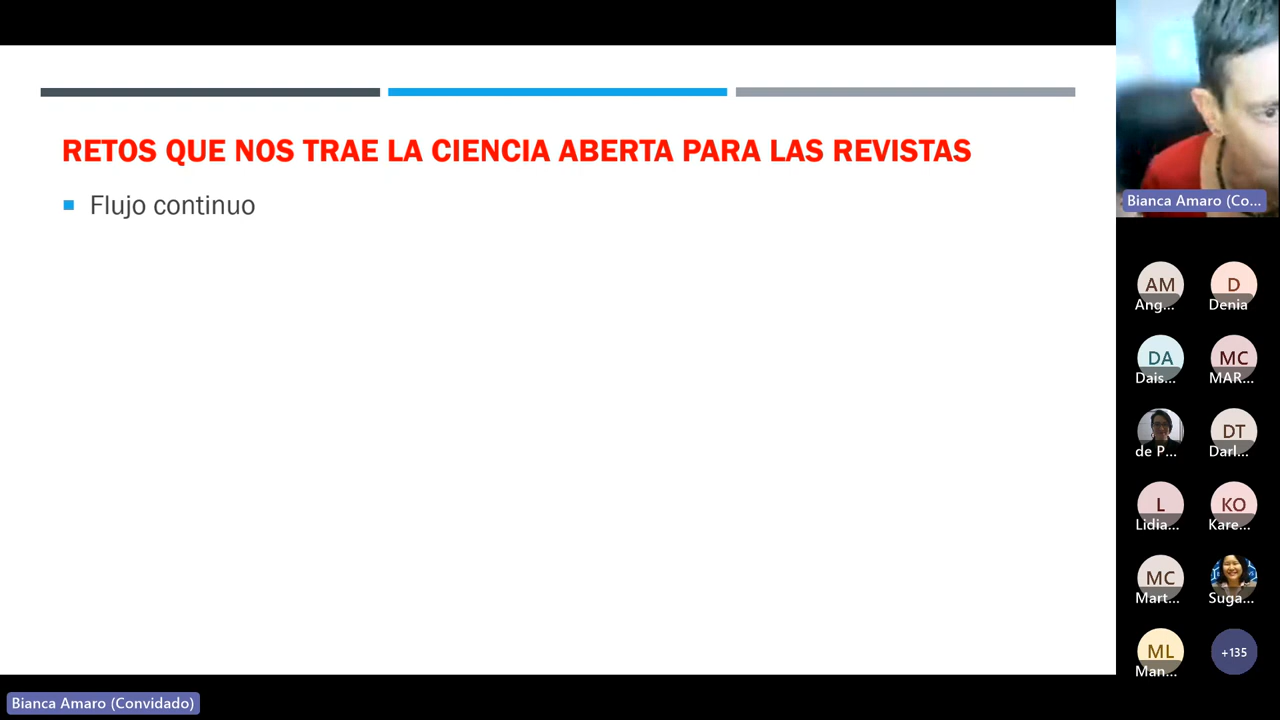 RETOS QUE NOS TRAE LA CIENCIA ABERTA PARA LAS REVISTAS
Flujo continuo
Bianca Amaro (Co...
AM
Ang...
D
Denia
DA
Dais...
MC
MAR...
de P...
DT
Darl...
L
Lidia...
KO
Kare...
MC
Mart...
Suga...
ML
Man...
+135
Bianca Amaro (Convidado)